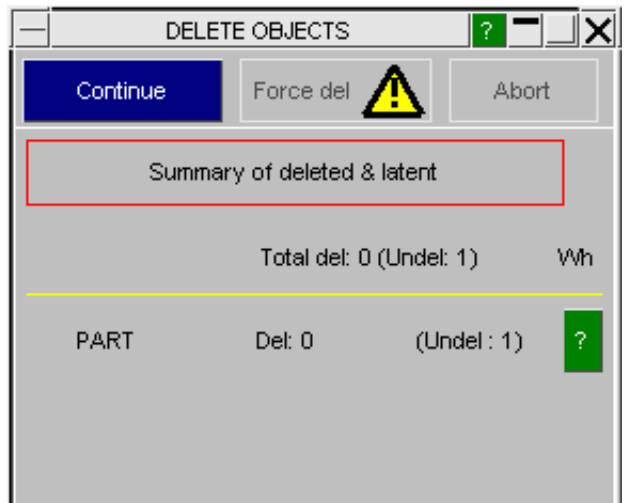 DELETE OBJECTS ?
Continue Force del Abort
Summary of deleted & latent
Total del: 0 (Undel: 1) Wh
PART Del: 0 (Undel : 1) ?